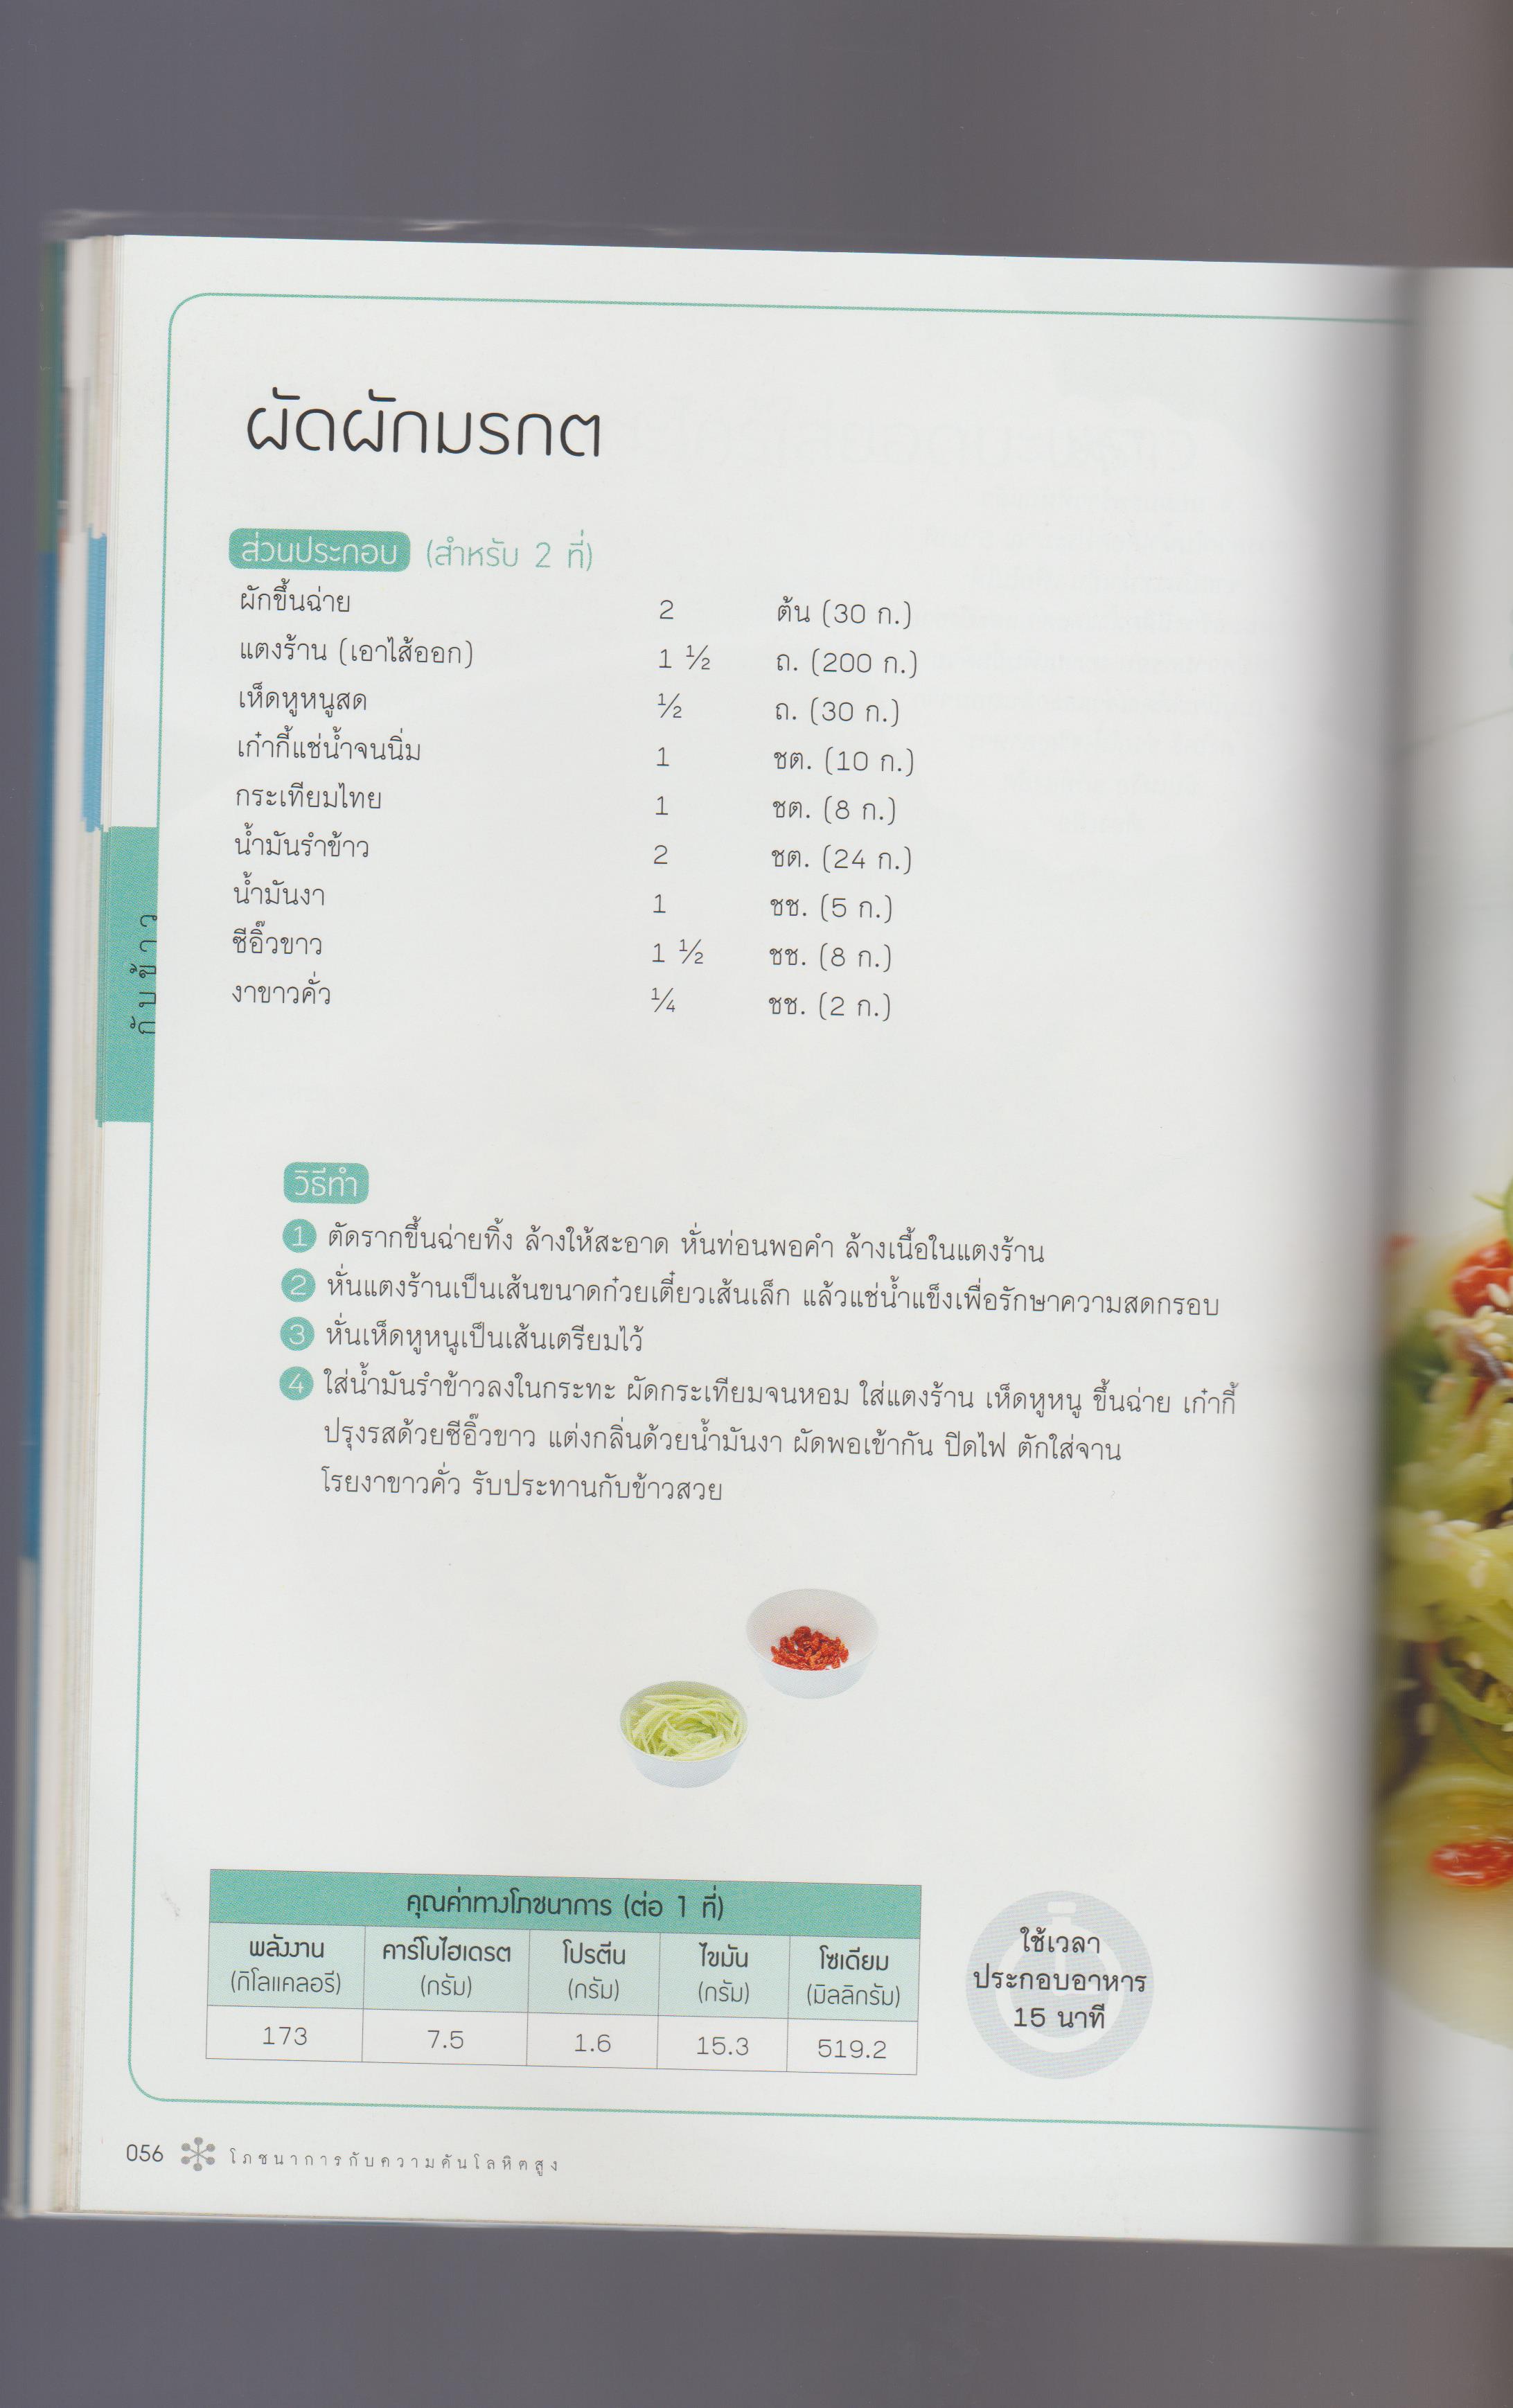 ผัดผักมรกต
ส่วนประกอบ (สำหรับ 2 ที่)
ผักขึ้นฉ่าย 2 ต้น (30 ก.)
แตงร้าน (เอาไส้ออก) 1 ½ ถ. (200 ก.)
เห็ดหูหนูสด ½ ถ. (30 ก.)
เก๋ากี้แช่น้ำจนนิ่ม 1 ชต. (10 ก.)
กระเทียมไทย 1 ชต. (8 ก.)
น้ำมันรำข้าว 2 ชต. (24 ก.)
น้ำมันงา 1 ชช. (5 ก.)
ซีอิ๊วขาว 1 ½ ชช. (8 ก.)
งาขาวคั่ว ¼ ชช. (2 ก.)
กับข้าว
วิธีทำ
1 ตัดรากขึ้นฉ่ายทิ้ง ล้างให้สะอาด หั่นท่อนพอคำ ล้างเนื้อในแตงร้าน
2 หั่นแตงร้านเป็นเส้นขนาดก๋วยเตี๋ยวเส้นเล็ก แล้วแช่น้ำแข็งเพื่อรักษาความสดกรอบ
3 หั่นเห็ดหูหนูเป็นเส้นเตรียมไว้
4 ใส่น้ำมันรำข้าวลงในกระทะ ผัดกระเทียมจนหอม ใส่แตงร้าน เห็ดหูหนู ขึ้นฉ่าย เก๋ากี้
ปรุงรสด้วยซีอิ๊วขาว แต่งกลิ่นด้วยน้ำมันงา ผัดพอเข้ากัน ปิดไฟ ตักใส่จาน
โรยงาขาวคั่ว รับประทานกับข้าวสวย
คุณค่าทางโภชนาการ (ต่อ 1 ที่)
พลังงาน คาร์โบไฮเดรต โปรตีน ไขมัน โซเดียม
(กิโลแคลอรี) (กรัม) (กรัม) (กรัม) (มิลลิกรัม)
173 7.5 1.6 15.3 519.2
ใช้เวลา
ประกอบอาหาร
15 นาที
056 โภชนาการกับความดันโลหิตสูง